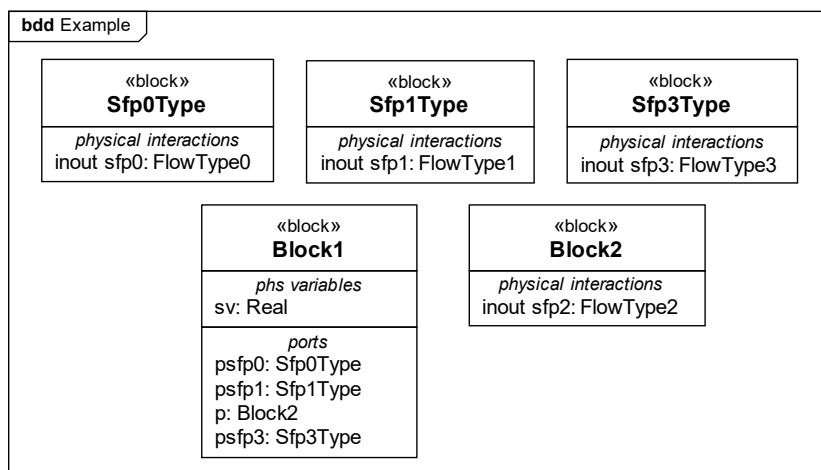 bdd Example
«block»
Sfp0Type
physical interactions
inout sfp0: FlowType0
«block»
Sfp1Type
physical interactions
inout sfp1: FlowType1
«block»
Sfp3Type
physical interactions
inout sfp3: FlowType3
«block»
Block1
phs variables
sv: Real
ports
psfp0: Sfp0Type
psfp1: Sfp1Type
p: Block2
psfp3: Sfp3Type
«block»
Block2
physical interactions
inout sfp2: FlowType2